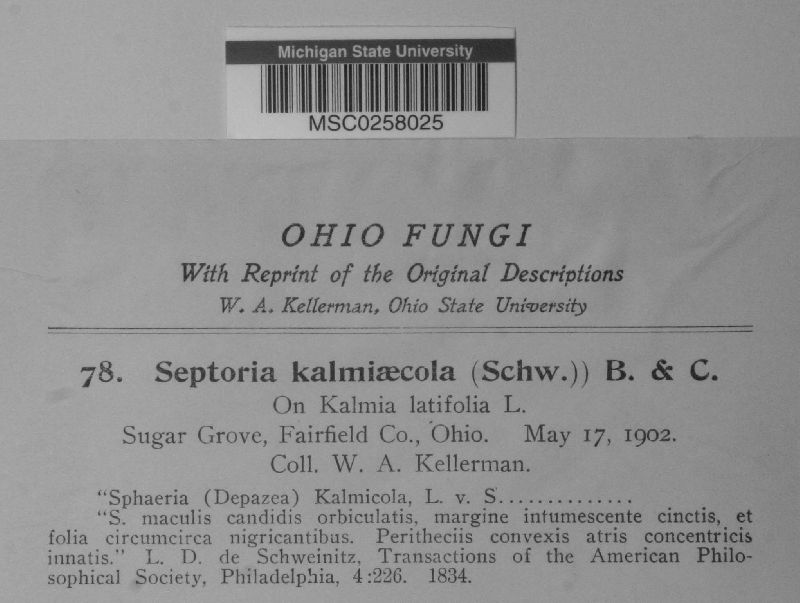 Michigan State University
MSC0258025
OHIO FUNGI
With Reprint of the Original Descriptions
W. A. Kellerman, Ohio State University
78. Septoria kalmiæcola (Schw.)) B. & C.
On Kalmia latifolia L.
Sugar Grove, Fairfield Co., Ohio. May 17, 1902.
Coll. W. A. Kellerman.
"Sphaeria (Depazea) Kalmicola, L. v. S..............
"S. maculis candidis orbiculatis, margine intumescente cinctis, et
folia circumcirca nigricantibus. Peritheciis convexis atris concentricis
innatis." L. D. de Schweinitz, Transactions of the American Philo-
sophical Society, Philadelphia, 4:226. 1834.